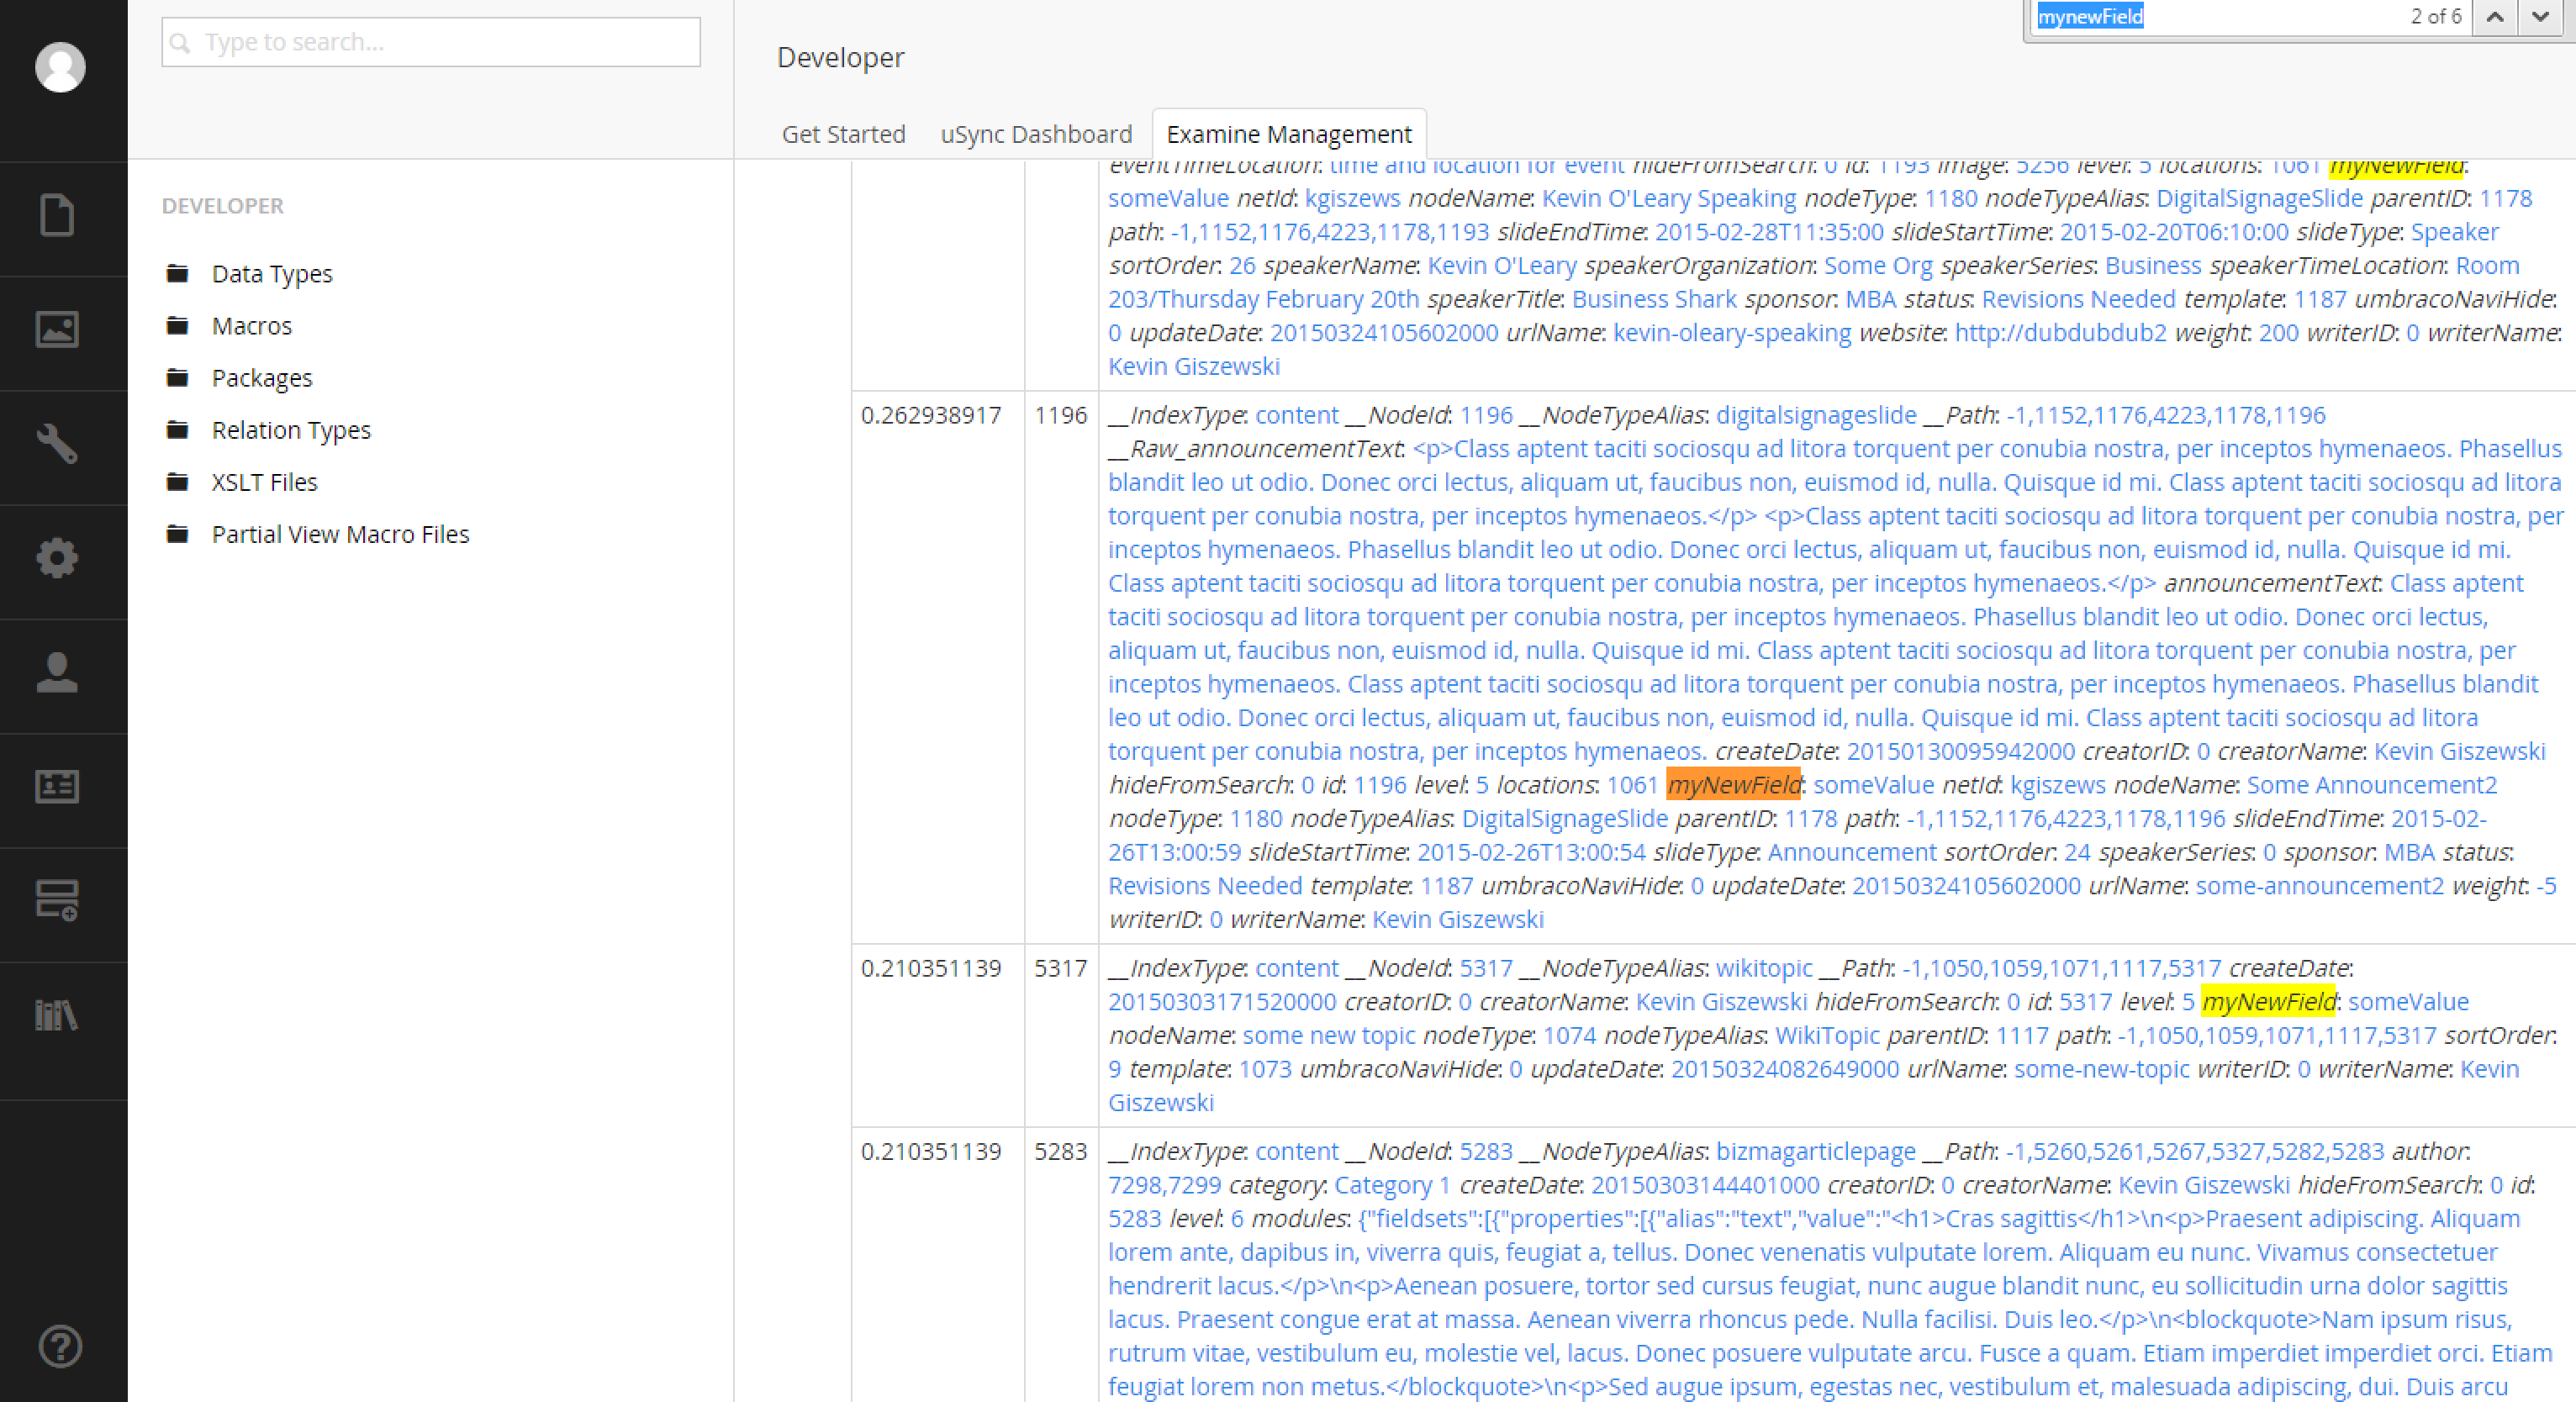 mynewField 2 of 6
Type to search...
Developer
Get Started uSync Dashboard Examine Management
DEVELOPER
Data Types
Macros
Packages
Relation Types
XSLT Files
Partial View Macro Files
eventTimeLocation: time and location for event hideFromSearch: 0 id: 1193 image: 5256 level: 5 locations: 1061 myNewField:
someValue netId: kgiszews nodeName: Kevin O'Leary Speaking nodeType: 1180 nodeTypeAlias: DigitalSignageSlide parentID: 1178
path: -1,1152,1176,4223,1178,1193 slideEndTime: 2015-02-28T11:35:00 slideStartTime: 2015-02-20T06:10:00 slideType: Speaker
sortOrder: 26 speakerName: Kevin O'Leary speakerOrganization: Some Org speakerSeries: Business speakerTimeLocation: Room
203/Thursday February 20th speakerTitle: Business Shark sponsor: MBA status: Revisions Needed template: 1187 umbracoNaviHide:
0 updateDate: 20150324105602000 urlName: kevin-oleary-speaking website: http://dubdubdub2 weight: 200 writerID: 0 writerName:
Kevin Giszewski
0.262938917 1196 __IndexType: content __NodeId: 1196 __NodeTypeAlias: digitalsignageslide __Path: -1,1152,1176,4223,1178,1196
__Raw_announcementText: <p>Class aptent taciti sociosqu ad litora torquent per conubia nostra, per inceptos hymenaeos. Phasellus
blandit leo ut odio. Donec orci lectus, aliquam ut, faucibus non, euismod id, nulla. Quisque id mi. Class aptent taciti sociosqu ad litora
torquent per conubia nostra, per inceptos hymenaeos.</p> <p>Class aptent taciti sociosqu ad litora torquent per conubia nostra, per
inceptos hymenaeos. Phasellus blandit leo ut odio. Donec orci lectus, aliquam ut, faucibus non, euismod id, nulla. Quisque id mi.
Class aptent taciti sociosqu ad litora torquent per conubia nostra, per inceptos hymenaeos.</p> announcementText: Class aptent
taciti sociosqu ad litora torquent per conubia nostra, per inceptos hymenaeos. Phasellus blandit leo ut odio. Donec orci lectus,
aliquam ut, faucibus non, euismod id, nulla. Quisque id mi. Class aptent taciti sociosqu ad litora torquent per conubia nostra, per
inceptos hymenaeos. Class aptent taciti sociosqu ad litora torquent per conubia nostra, per inceptos hymenaeos. Phasellus blandit
leo ut odio. Donec orci lectus, aliquam ut, faucibus non, euismod id, nulla. Quisque id mi. Class aptent taciti sociosqu ad litora
torquent per conubia nostra, per inceptos hymenaeos. createDate: 20150130095942000 creatorID: 0 creatorName: Kevin Giszewski
hideFromSearch: 0 id: 1196 level: 5 locations: 1061 myNewField: someValue netId: kgiszews nodeName: Some Announcement2
nodeType: 1180 nodeTypeAlias: DigitalSignageSlide parentID: 1178 path: -1,1152,1176,4223,1178,1196 slideEndTime: 2015-02-
26T13:00:59 slideStartTime: 2015-02-26T13:00:54 slideType: Announcement sortOrder: 24 speakerSeries: 0 sponsor: MBA status:
Revisions Needed template: 1187 umbracoNaviHide: 0 updateDate: 20150324105602000 urlName: some-announcement2 weight: -5
writerID: 0 writerName: Kevin Giszewski
0.210351139 5317 __IndexType: content __NodeId: 5317 __NodeTypeAlias: wikitopic __Path: -1,1050,1059,1071,1117,5317 createDate:
20150303171520000 creatorID: 0 creatorName: Kevin Giszewski hideFromSearch: 0 id: 5317 level: 5 myNewField: someValue
nodeName: some new topic nodeType: 1074 nodeTypeAlias: WikiTopic parentID: 1117 path: -1,1050,1059,1071,1117,5317 sortOrder:
9 template: 1073 umbracoNaviHide: 0 updateDate: 20150324082649000 urlName: some-new-topic writerID: 0 writerName: Kevin
Giszewski
0.210351139 5283 __IndexType: content __NodeId: 5283 __NodeTypeAlias: bizmagarticlepage __Path: -1,5260,5261,5267,5327,5282,5283 author:
7298,7299 category: Category 1 createDate: 20150303144401000 creatorID: 0 creatorName: Kevin Giszewski hideFromSearch: 0 id:
5283 level: 6 modules: {"fieldsets":[{"properties":[{"alias":"text","value":"<h1>Cras sagittis</h1>\n<p>Praesent adipiscing. Aliquam
lorem ante, dapibus in, viverra quis, feugiat a, tellus. Donec venenatis vulputate lorem. Aliquam eu nunc. Vivamus consectetuer
hendrerit lacus.</p>\n<p>Aenean posuere, tortor sed cursus feugiat, nunc augue blandit nunc, eu sollicitudin urna dolor sagittis
lacus. Praesent congue erat at massa. Aenean viverra rhoncus pede. Nulla facilisi. Duis leo.</p>\n<blockquote>Nam ipsum risus,
rutrum vitae, vestibulum eu, molestie vel, lacus. Donec posuere vulputate arcu. Fusce a quam. Etiam imperdiet imperdiet orci. Etiam
feugiat lorem non metus.</blockquote>\n<p>Sed augue ipsum, egestas nec, vestibulum et, malesuada adipiscing, dui. Duis arcu